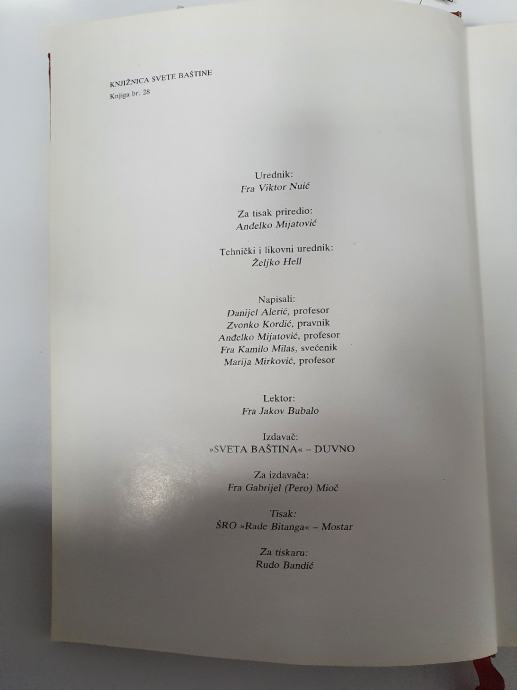 KNJIŽNICA SVETE BAŠTINE
Knjiga br. 28
Urednik:
Fra Viktor Nuić
Za tisak priredio:
Anđelko Mijatović
Tehnički i likovni urednik:
Željko Hell
Napisali:
Danijel Alerić, profesor
Zvonko Kordić, pravnik
Anđelko Mijatović, profesor
Fra Kamilo Milas, svećenik
Marija Mirković, profesor
Lektor:
Fra Jakov Bubalo
Izdavač:
»SVETA BAŠTINA« – DUVNO
Za izdavača:
Fra Gabrijel (Pero) Mioč
Tisak:
ŠRO »Rade Bitanga« – Mostar
Za tiskaru:
Rudo Bandić